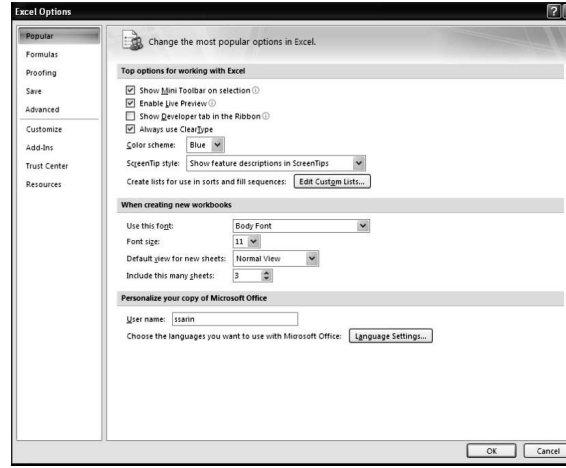 Excel Options
Popular
Formulas
Proofing
Save
Advanced
Customize
Add-Ins
Trust Center
Resources
Change the most popular options in Excel.
Top options for working with Excel
Show Mini Toolbar on selection
Enable Live Preview
Show Developer tab in the Ribbon
Always use ClearType
Color scheme: Blue
ScreenTip style: Show feature descriptions in ScreenTips
Create lists for use in sorts and fill sequences: Edit Custom Lists...
When creating new workbooks
Use this font: Body Font
Font size: 11
Default view for new sheets: Normal View
Include this many sheets: 3
Personalize your copy of Microsoft Office
User name: ssarin
Choose the languages you want to use with Microsoft Office: Language Settings...
OK Cancel